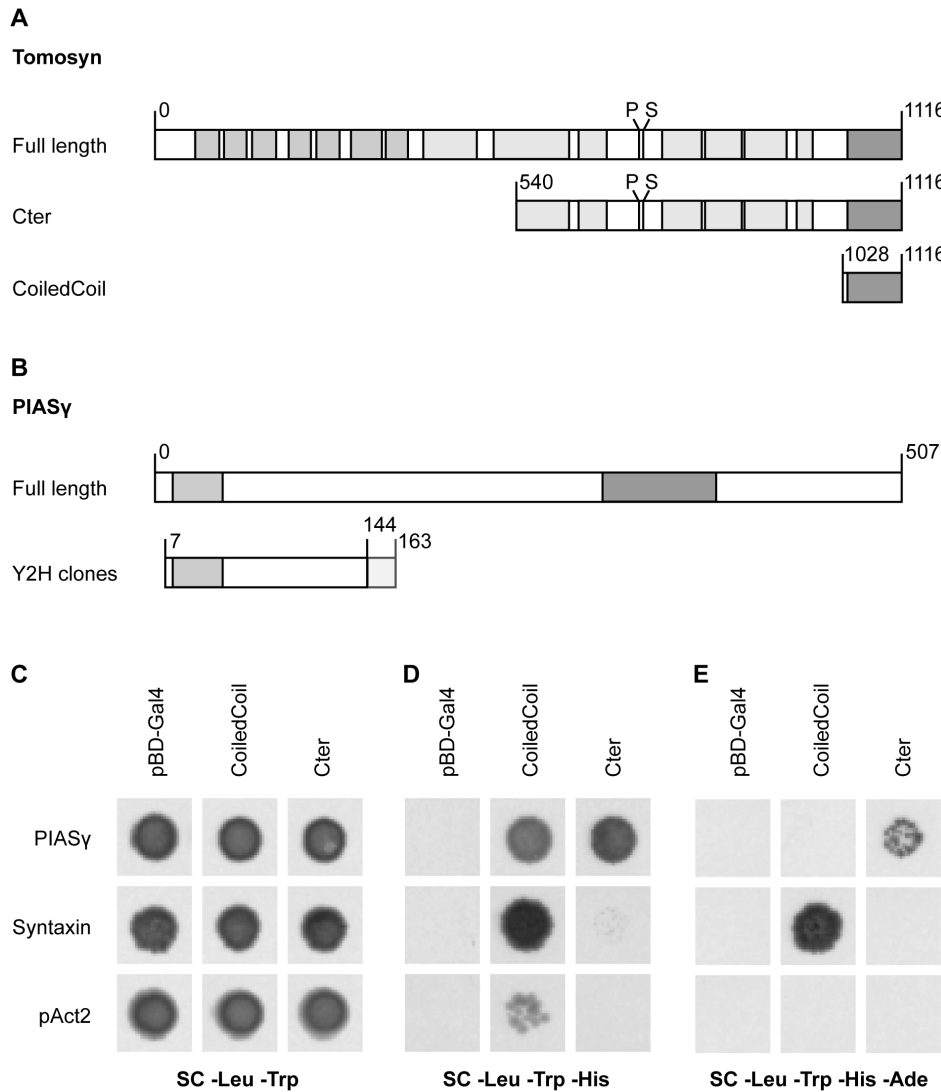 A
Tomosyn
0 P S 1116
Full length
540 P S 1116
Cter
1028 1116
CoiledCoil
B
PIASγ
0 507
Full length
144
7 163
Y2H clones
C D E
pBD-Gal4 CoiledCoil Cter pBD-Gal4 CoiledCoil Cter pBD-Gal4 CoiledCoil Cter
PIASγ
Syntaxin
pAct2
SC -Leu -Trp SC -Leu -Trp -His SC -Leu -Trp -His -Ade